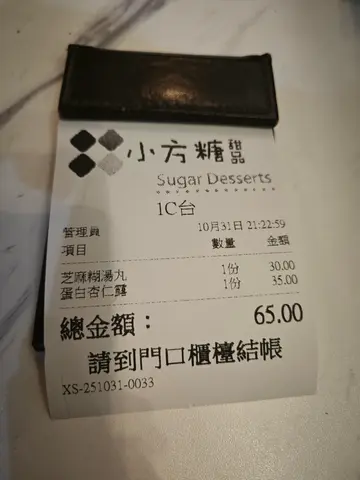 小方糖 甜品
Sugar Desserts
1C台
管理員 10月31日 21:22:59
項目 數量 金額
芝麻糊湯丸 1份 30.00
蛋白杏仁露 1份 35.00
總金額： 65.00
請到門口櫃檯結帳
XS-251031-0033